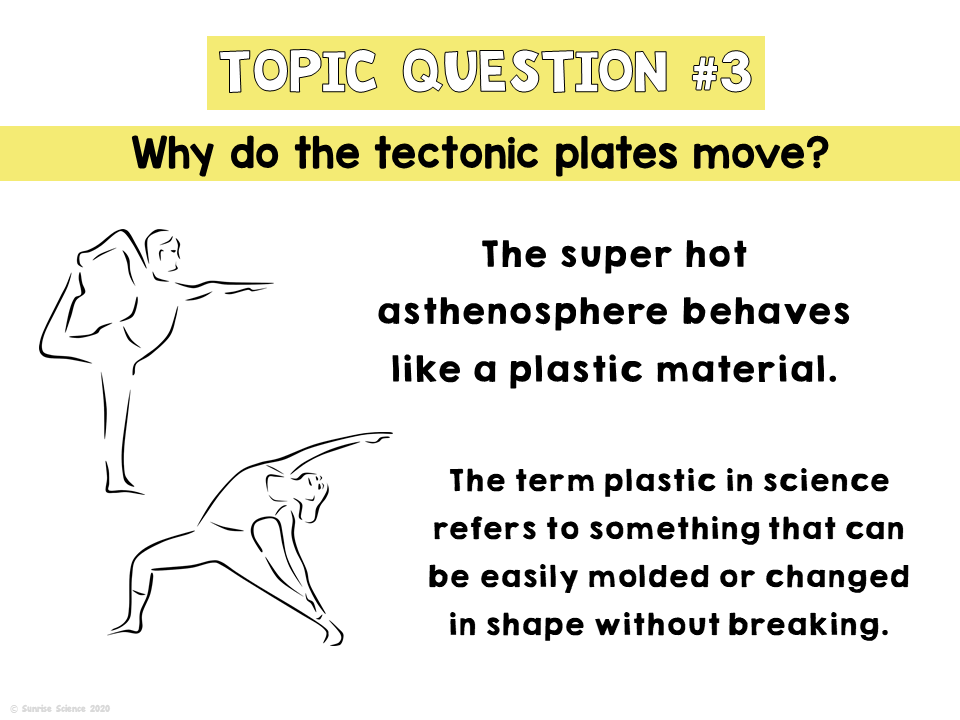 TOPIC QUESTION #3
Why do the tectonic plates move?
The super hot
asthenosphere behaves
like a plastic material.
The term plastic in science
refers to something that can
be easily molded or changed
in shape without breaking.
© Sunrise Science 2020